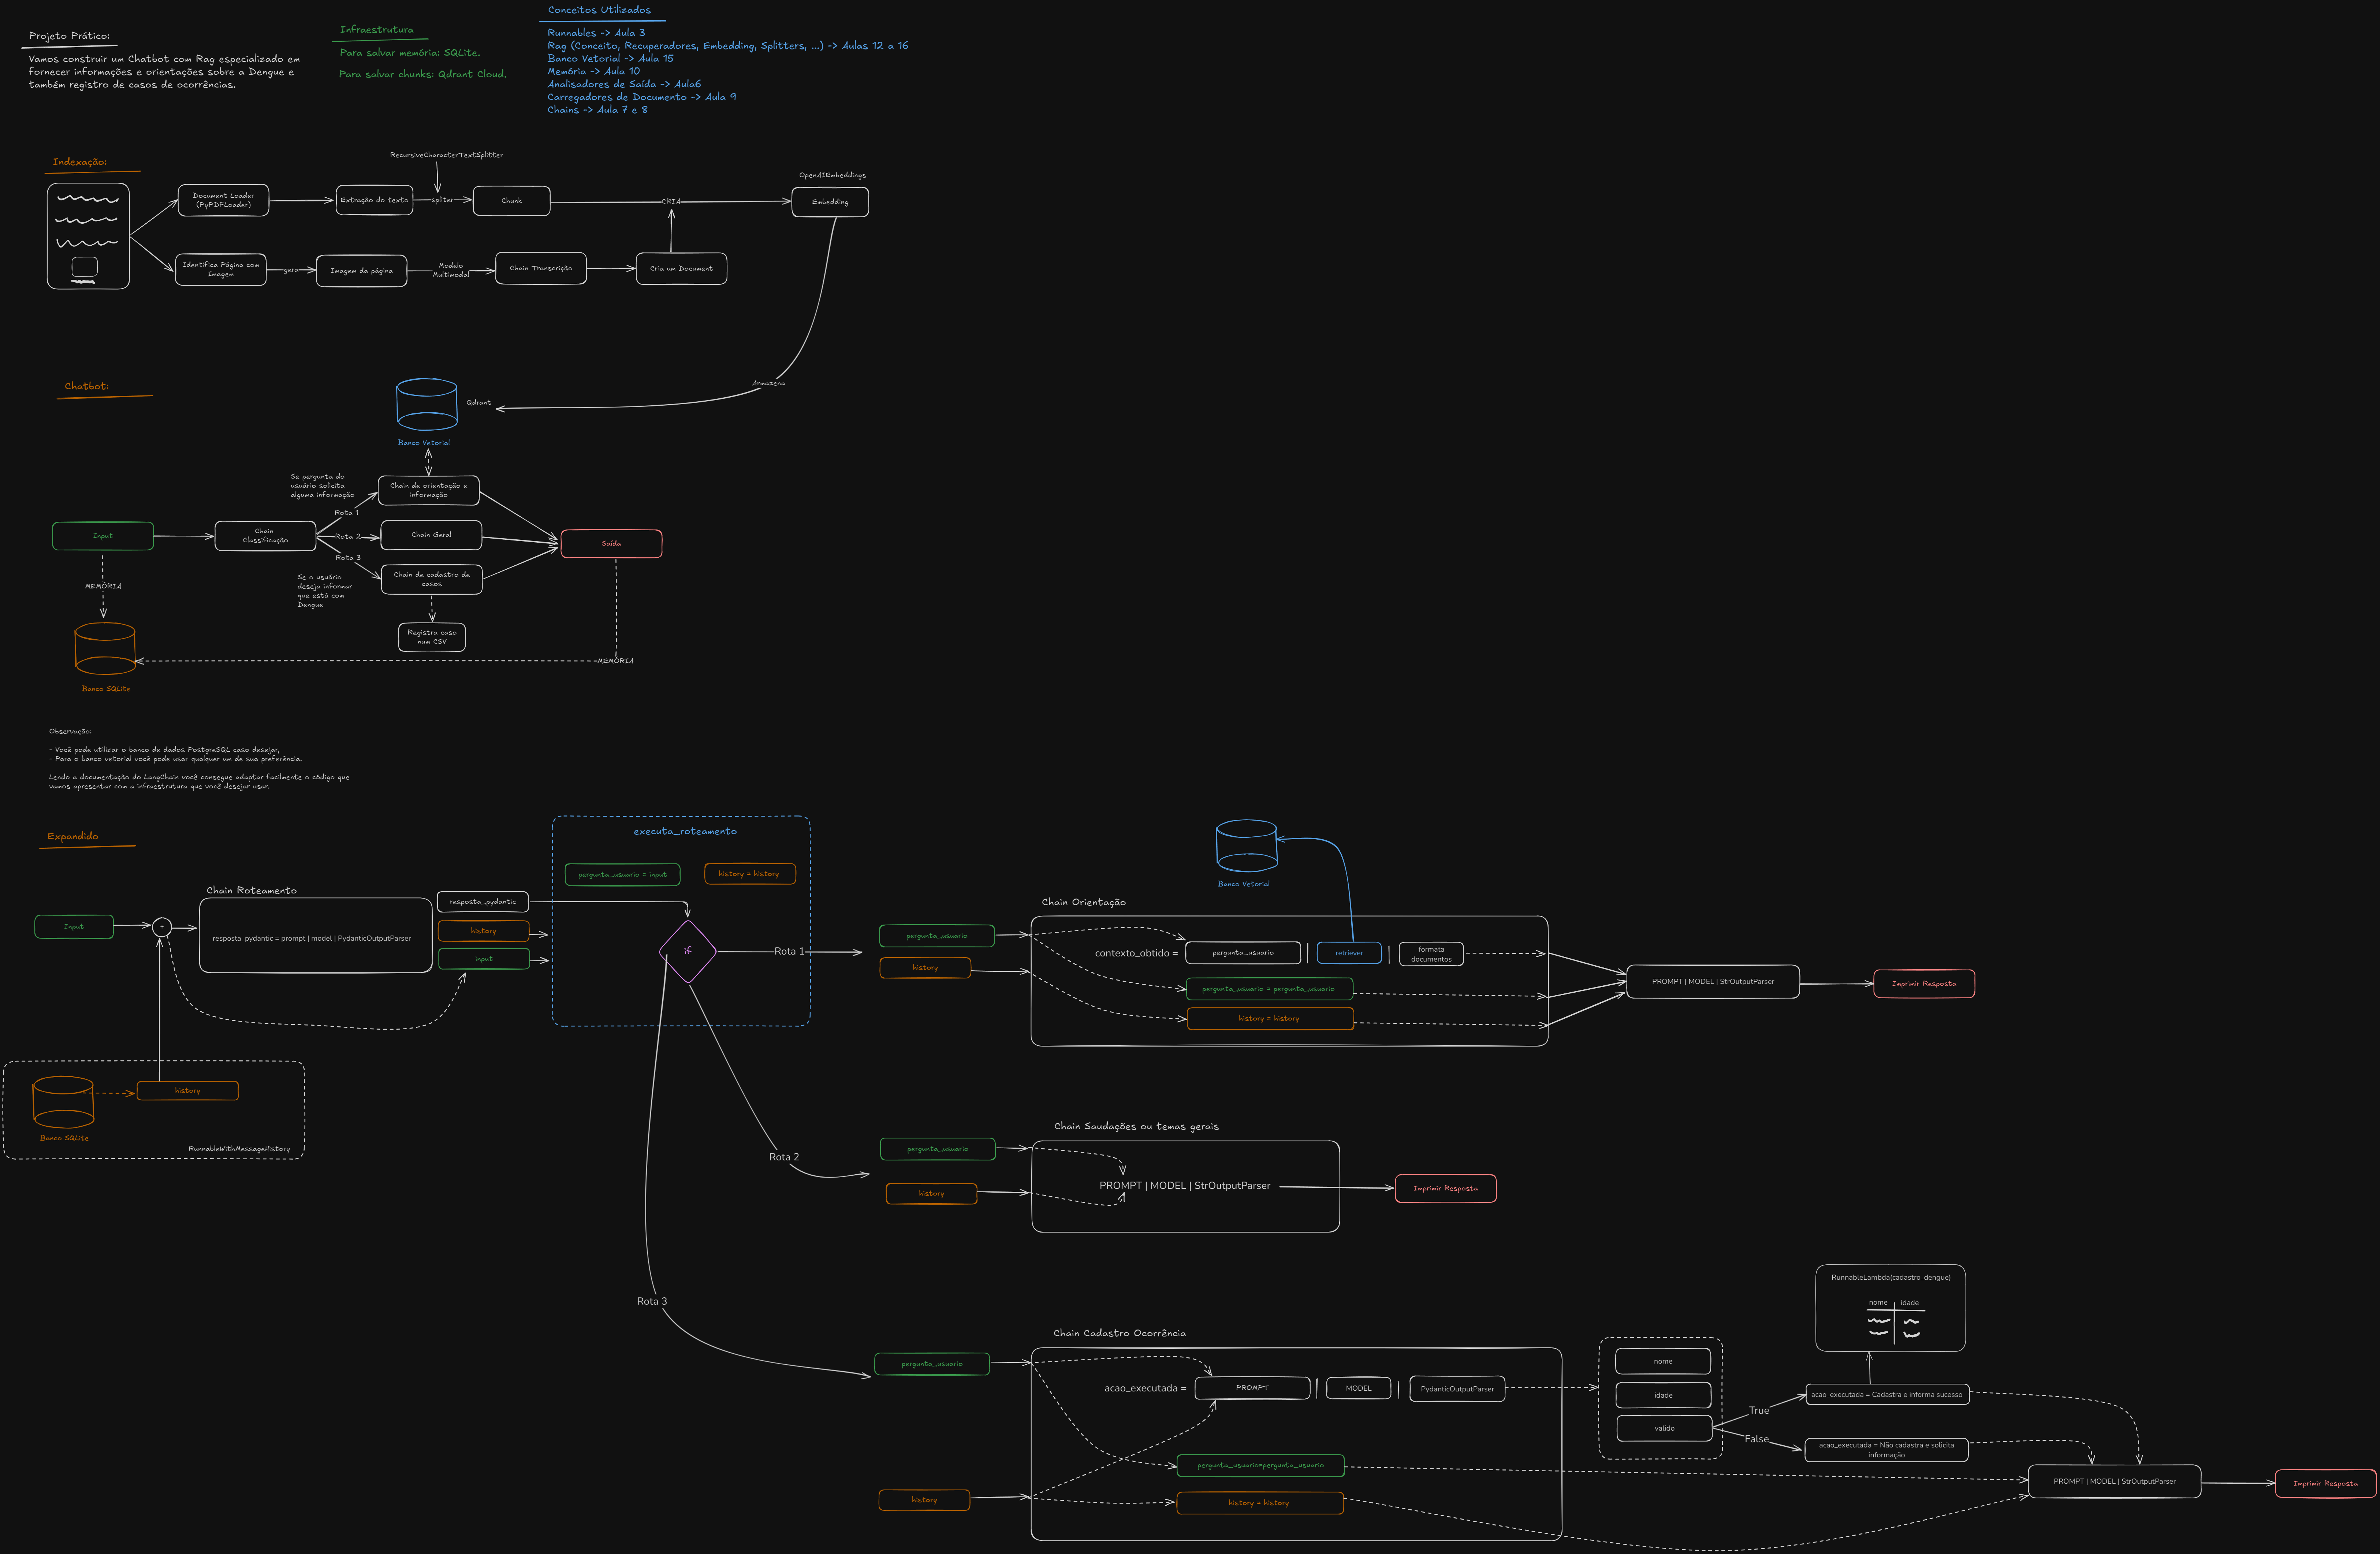 Projeto Prático:
Vamos construir um Chatbot com Rag especializado em
fornecer informações e orientações sobre a Dengue e
também registro de casos de ocorrências.
Infraestrutura
Para salvar memória: SQLite.
Para salvar chunks: Qdrant Cloud.
Conceitos Utilizados
Runnables -> Aula 3
Rag (Conceito, Recuperadores, Embedding, Splitters, ...) -> Aulas 12 a 16
Banco Vetorial -> Aula 15
Memória -> Aula 10
Analisadores de Saída -> Aula6
Carregadores de Documento -> Aula 9
Chains -> Aula 7 e 8
Indexação:
RecursiveCharacterTextSplitter
Document Loader
(PyPDFLoader)
Extração do texto
spliter
Chunk
CRIA
OpenAIEmbeddings
Embedding
Identifica Página com
Imagem
gera
Imagem da página
Modelo
Multimodal
Chain Transcrição
Cria um Document
Armazena
Chatbot:
Qdrant
Banco Vetorial
Se pergunta do
usuário solicita
alguma informação
Chain de orientação e
informação
Rota 1
Input
Chain
Classificação
Rota 2
Chain Geral
Saída
Rota 3
Chain de cadastro de
casos
Se o usuário
deseja informar
que está com
Dengue
MEMÓRIA
Registra caso
num CSV
MEMÓRIA
Banco SQLite
Observação:
- Você pode utilizar o banco de dados PostgreSQL caso desejar,
- Para o banco vetorial você pode usar qualquer um de sua preferência.
Lendo a documentação do LangChain você consegue adaptar facilmente o código que
vamos apresentar com a infraestrutura que você desejar usar.
Expandido
executa_roteamento
pergunta_usuario = input
history = history
Chain Roteamento
Input
+
resposta_pydantic = prompt | model | PydanticOutputParser
resposta_pydantic
history
input
if
Rota 1
Banco SQLite
history
RunnableWithMessageHistory
Banco Vetorial
Chain Orientação
pergunta_usuario
history
contexto_obtido =
pergunta_usuario
|
retriever
|
formata
documentos
pergunta_usuario = pergunta_usuario
history = history
PROMPT | MODEL | StrOutputParser
Imprimir Resposta
Rota 2
Chain Saudações ou temas gerais
pergunta_usuario
history
PROMPT | MODEL | StrOutputParser
Imprimir Resposta
Rota 3
Chain Cadastro Ocorrência
pergunta_usuario
history
acao_executada =
PROMPT
|
MODEL
|
PydanticOutputParser
pergunta_usuario=pergunta_usuario
history = history
nome
idade
valido
True
False
RunnableLambda(cadastro_dengue)
nome
idade
acao_executada = Cadastra e informa sucesso
acao_executada = Não cadastra e solicita
informação
PROMPT | MODEL | StrOutputParser
Imprimir Resposta